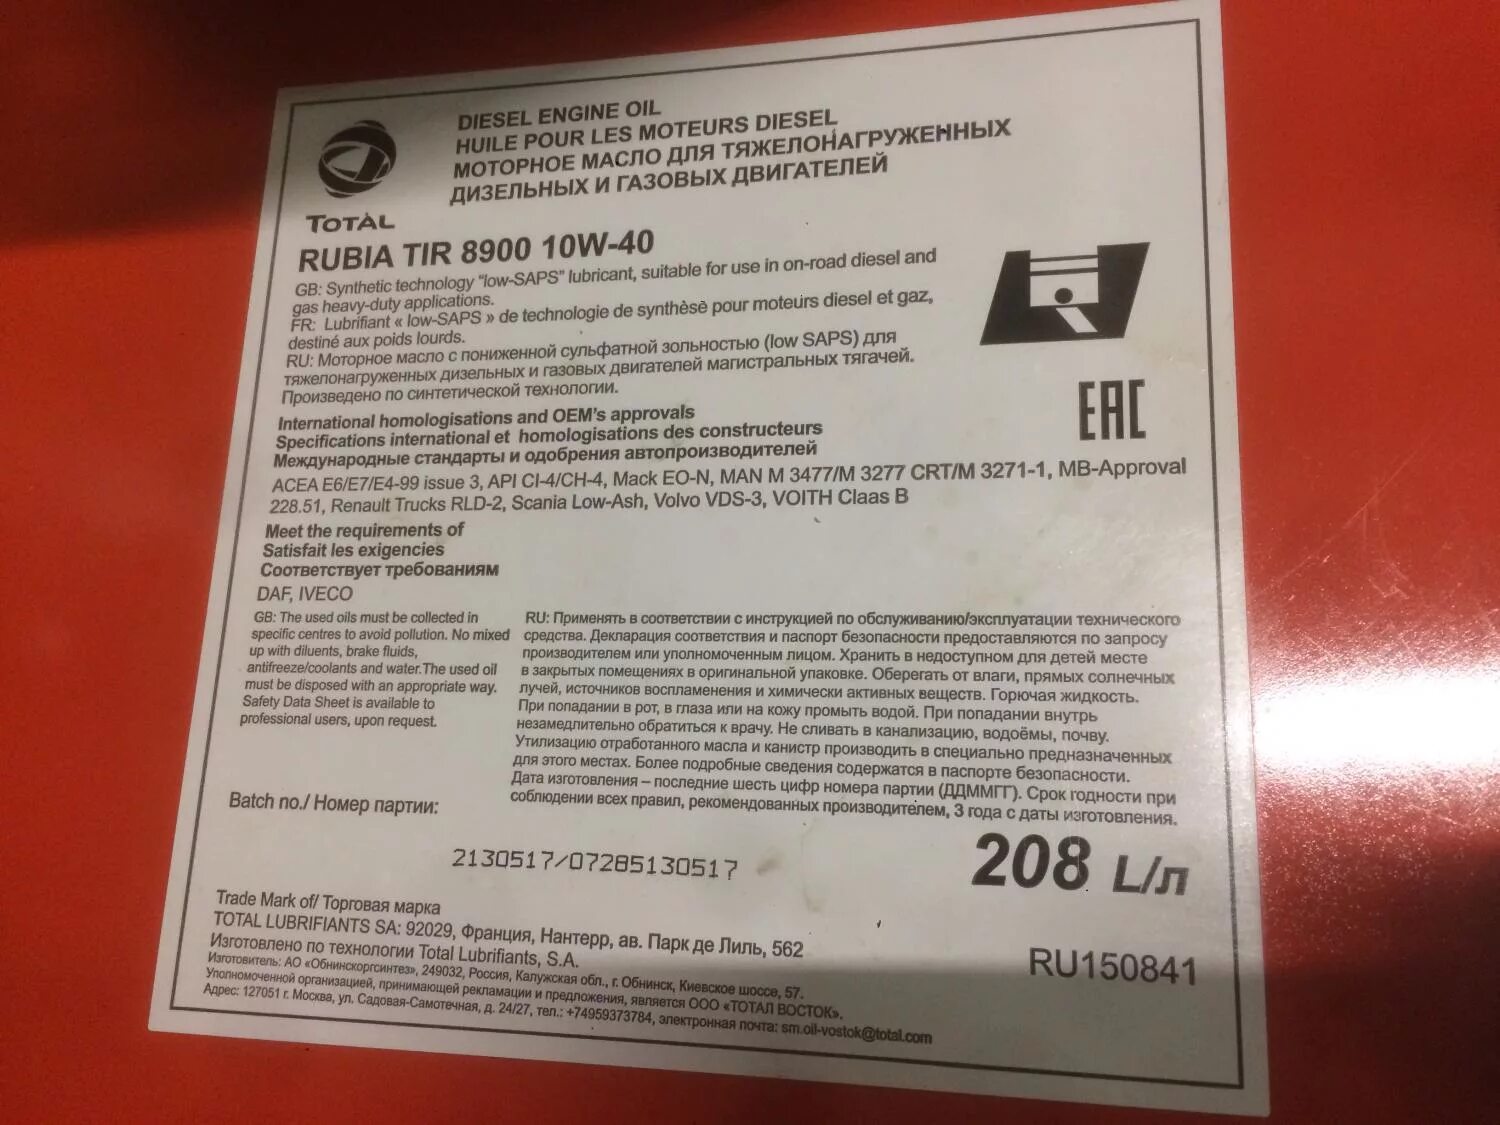 DIESEL ENGINE OIL
HUILE POUR LES MOTEURS DIESEL
МОТОРНОЕ МАСЛО ДЛЯ ТЯЖЕЛОНАГРУЖЕННЫХ
ДИЗЕЛЬНЫХ И ГАЗОВЫХ ДВИГАТЕЛЕЙ
TOTAL
RUBIA TIR 8900 10W-40
GB: Synthetic technology "low-SAPS" lubricant, suitable for use in on-road diesel and
gas heavy-duty applications.
FR: Lubrifiant « low-SAPS » de technologie de synthèsè pour moteurs diesel et gaz,
destiné aux poids lourds.
RU: Моторное масло с пониженной сульфатной зольностью (low SAPS) для
тяжелонагруженных дизельных и газовых двигателей магистральных тягачей.
Произведено по синтетической технологии.
EAC
International homologisations and OEM's approvals
Specifications international et homologisations des constructeurs
Международные стандарты и одобрения автопроизводителей
ACEA E6/E7/E4-99 issue 3, API CI-4/CH-4, Mack EO-N, MAN M 3477/M 3277 CRT/M 3271-1, MB-Approval
228.51, Renault Trucks RLD-2, Scania Low-Ash, Volvo VDS-3, VOITH Claas B
Meet the requirements of
Satisfait les exigencies
Соответствует требованиям
DAF, IVECO
GB: The used oils must be collected in
specific centres to avoid pollution. No mixed
up with diluents, brake fluids,
antifreeze/coolants and water.The used oil
must be disposed with an appropriate way.
Safety Data Sheet is available to
professional users, upon request.
RU: Применять в соответствии с инструкцией по обслуживанию/эксплуатации технического
средства. Декларация соответствия и паспорт безопасности предоставляются по запросу
производителем или уполномоченным лицом. Хранить в недоступном для детей месте
в закрытых помещениях в оригинальной упаковке. Оберегать от влаги, прямых солнечных
лучей, источников воспламенения и химически активных веществ. Горючая жидкость.
При попадании в рот, в глаза или на кожу промыть водой. При попадании внутрь
незамедлительно обратиться к врачу. Не сливать в канализацию, водоёмы, почву.
Утилизацию отработанного масла и канистр производить в специально предназначенных
для этого местах. Более подробные сведения содержатся в паспорте безопасности.
Дата изготовления – последние шесть цифр номера партии (ДДММГГ). Срок годности при
соблюдении всех правил, рекомендованных производителем, 3 года с даты изготовления.
Batch no./ Номер партии:
2130517/07285130517
208 L/л
Trade Mark of/ Торговая марка
TOTAL LUBRIFIANTS SA: 92029, Франция, Нантерр, ав. Парк де Лиль, 562
Изготовлено по технологии Total Lubrifiants, S.A.
Изготовитель: АО «Обнинскоргсинтез», 249032, Россия, Калужская обл., г. Обнинск, Киевское шоссе, 57.
Уполномоченной организацией, принимающей рекламации и предложения, является ООО «ТОТАЛ ВОСТОК».
Адрес: 127051 г. Москва, ул. Садовая-Самотечная, д. 24/27, тел.: +74959373784, электронная почта: sm.oil-vostok@total.com
RU150841